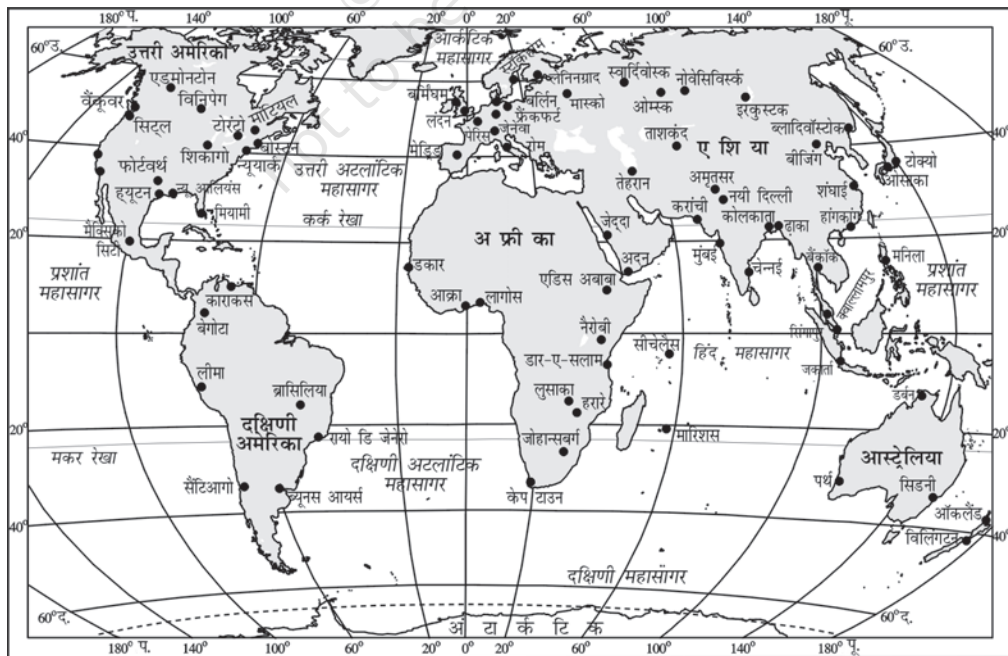 180° प. 140° 100° 60° 20° 0° 20° 60° 100° 140° 180° पू.
60° उ.
उत्तरी अमेरिका
आर्कटिक
महासागर
60° उ.
एडमोनटोन
वैंकूवर
विनिपेग
सिट्ल
टोरंटो
मांट्रियल
शिकागो
बोस्टन
न्यूयार्क
फोर्टवर्थ
ह्यूटन
न्यू आर्लियंस
मियामी
मैक्सिको
सिटी
बर्मिंघम
लंदन
पेरिस
मेड्रिड
स्टॉकहोम
लेनिनग्राद
बर्लिन
फ्रैंकफर्ट
जेनेवा
रोम
मास्को
स्वार्दिवोस्क
नोवेसिविर्स्क
ओम्स्क
इरकुस्टक
ताशकंद
ब्लादिवॉस्टोक
ए शि या
बीजिंग
टोक्यो
ओसाका
तेहरान
अमृतसर
नयी दिल्ली
शंघाई
करांची
कोलकाता
ढ़ाका
हांगकांग
40°
40°
उत्तरी अटलांटिक
महासागर
कर्क रेखा
20°
20°
जेद्दा
अदन
मुंबई
चेन्नई
बैंकॉक
मनिला
प्रशांत
महासागर
प्रशांत
महासागर
अ फ्री का
डकार
एडिस अबाबा
आक्रा
लागोस
काराकस
बेगोटा
नैरोबी
सीचेलैस
हिंद महासागर
क्वालालमपुर
सिंगापुर
जकार्ता
डार-ए-सलाम
लीमा
ब्रासिलिया
लुसाका
हरारे
डर्बन
दक्षिणी
अमेरिका
रायो डि जेनेरो
जोहान्सबर्ग
मारिशस
20°
20°
मकर रेखा
दक्षिणी अटलांटिक
महासागर
आस्ट्रेलिया
सैंटिआगो
ब्यूनस आयर्स
केप टाउन
पर्थ
सिडनी
ऑकलैंड
विलिंगटन
40°
40°
दक्षिणी महासागर
60° द.
60° द.
अं टा र्क टि क
180° प. 140° 100° 60° 20° 0° 20° 60° 100° 140° 180° पू.